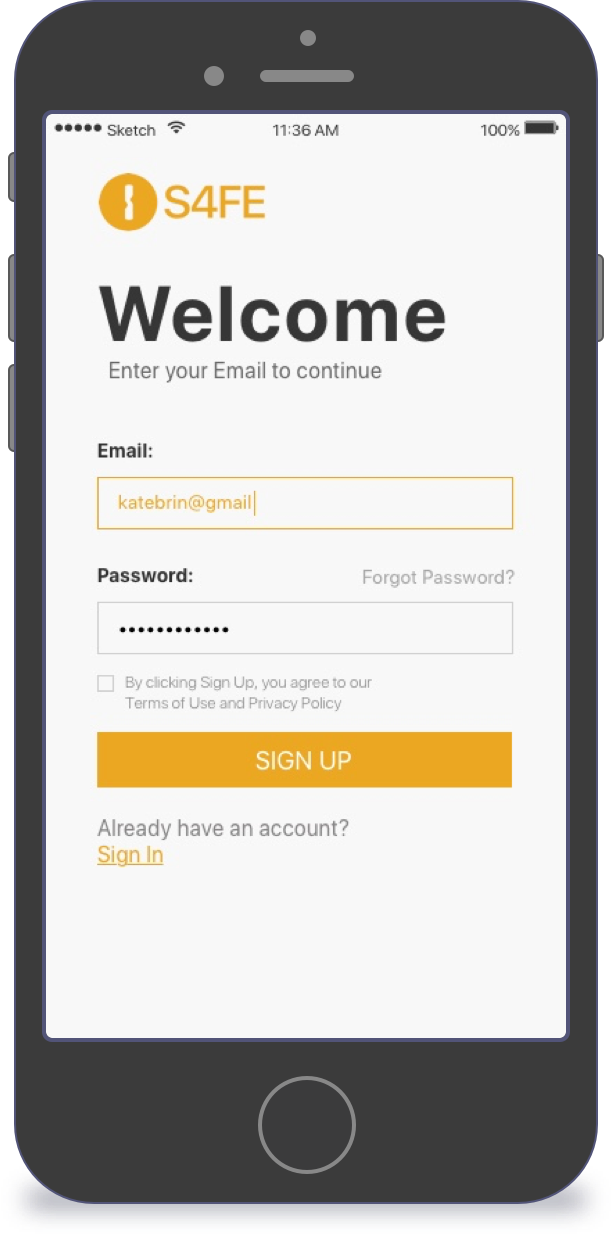 Sketch 11:36 AM 100%
S4FE
Welcome
Enter your Email to continue
Email:
katebrin@gmail
Password: Forgot Password?
••••••••••••
By clicking Sign Up, you agree to our
Terms of Use and Privacy Policy
SIGN UP
Already have an account?
Sign In